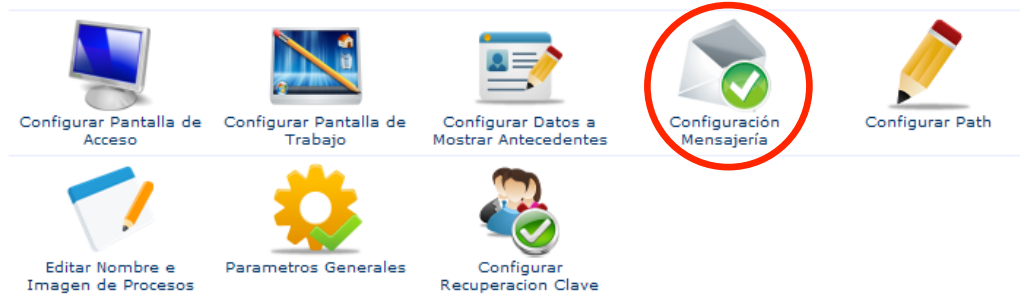 Configurar Pantalla de
Acceso
Configurar Pantalla de
Trabajo
Configurar Datos a
Mostrar Antecedentes
Configuración
Mensajería
Configurar Path
Editar Nombre e
Imagen de Procesos
Parametros Generales
Configurar
Recuperacion Clave